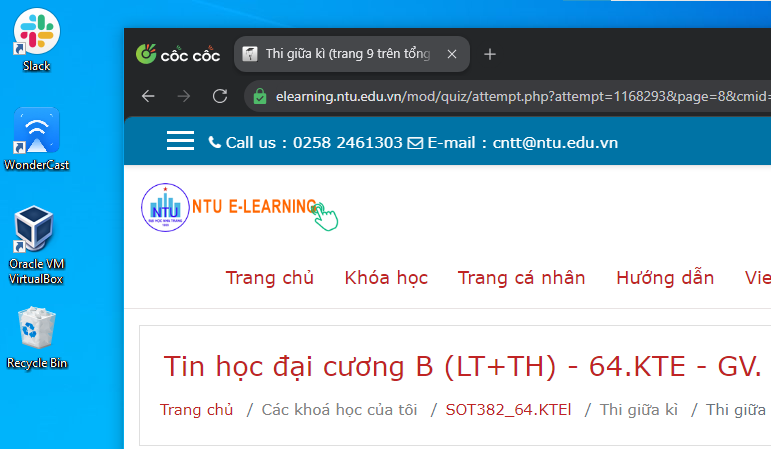 Slack
WonderCast
Oracle VM
VirtualBox
Recycle Bin
cốc cốc
Thi giữa kì (trang 9 trên tổng
elearning.ntu.edu.vn/mod/quiz/attempt.php?attempt=1168293&page=8&cmid=
Call us : 0258 2461303 E-mail : cntt@ntu.edu.vn
NTU
NTU E-LEARNING
Trang chủ Khóa học Trang cá nhân Hướng dẫn Vie
Tin học đại cương B (LT+TH) - 64.KTE - GV.
Trang chủ / Các khoá học của tôi / SOT382_64.KTEl / Thi giữa kì / Thi giữa